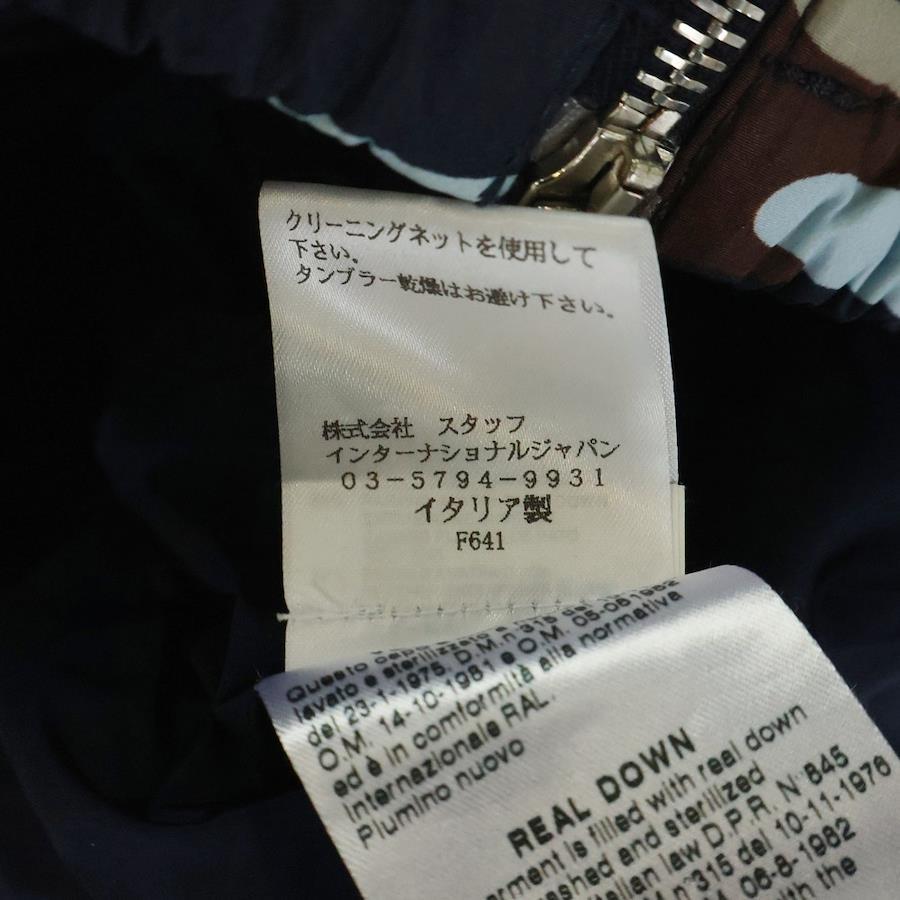 クリーニングネットを使用して
下さい。
タンブラー乾燥はお避け下さい。
株式会社 スタッフ
インターナショナルジャパン
03-5794-9931
イタリア製
F641
Questo
lavato e sterilizzato
del 23-1-1975, D.M.n°315 del
O.M. 14-10-1981 e O.M. 05-08-1982
ed è in comformità alla normativa
Internazionale RAL.
Piumino nuovo
REAL DOWN
is filled with real down
and sterilized
law D.P.R. N°845
n°315 del 10-11-1976
06-8-1982
with the